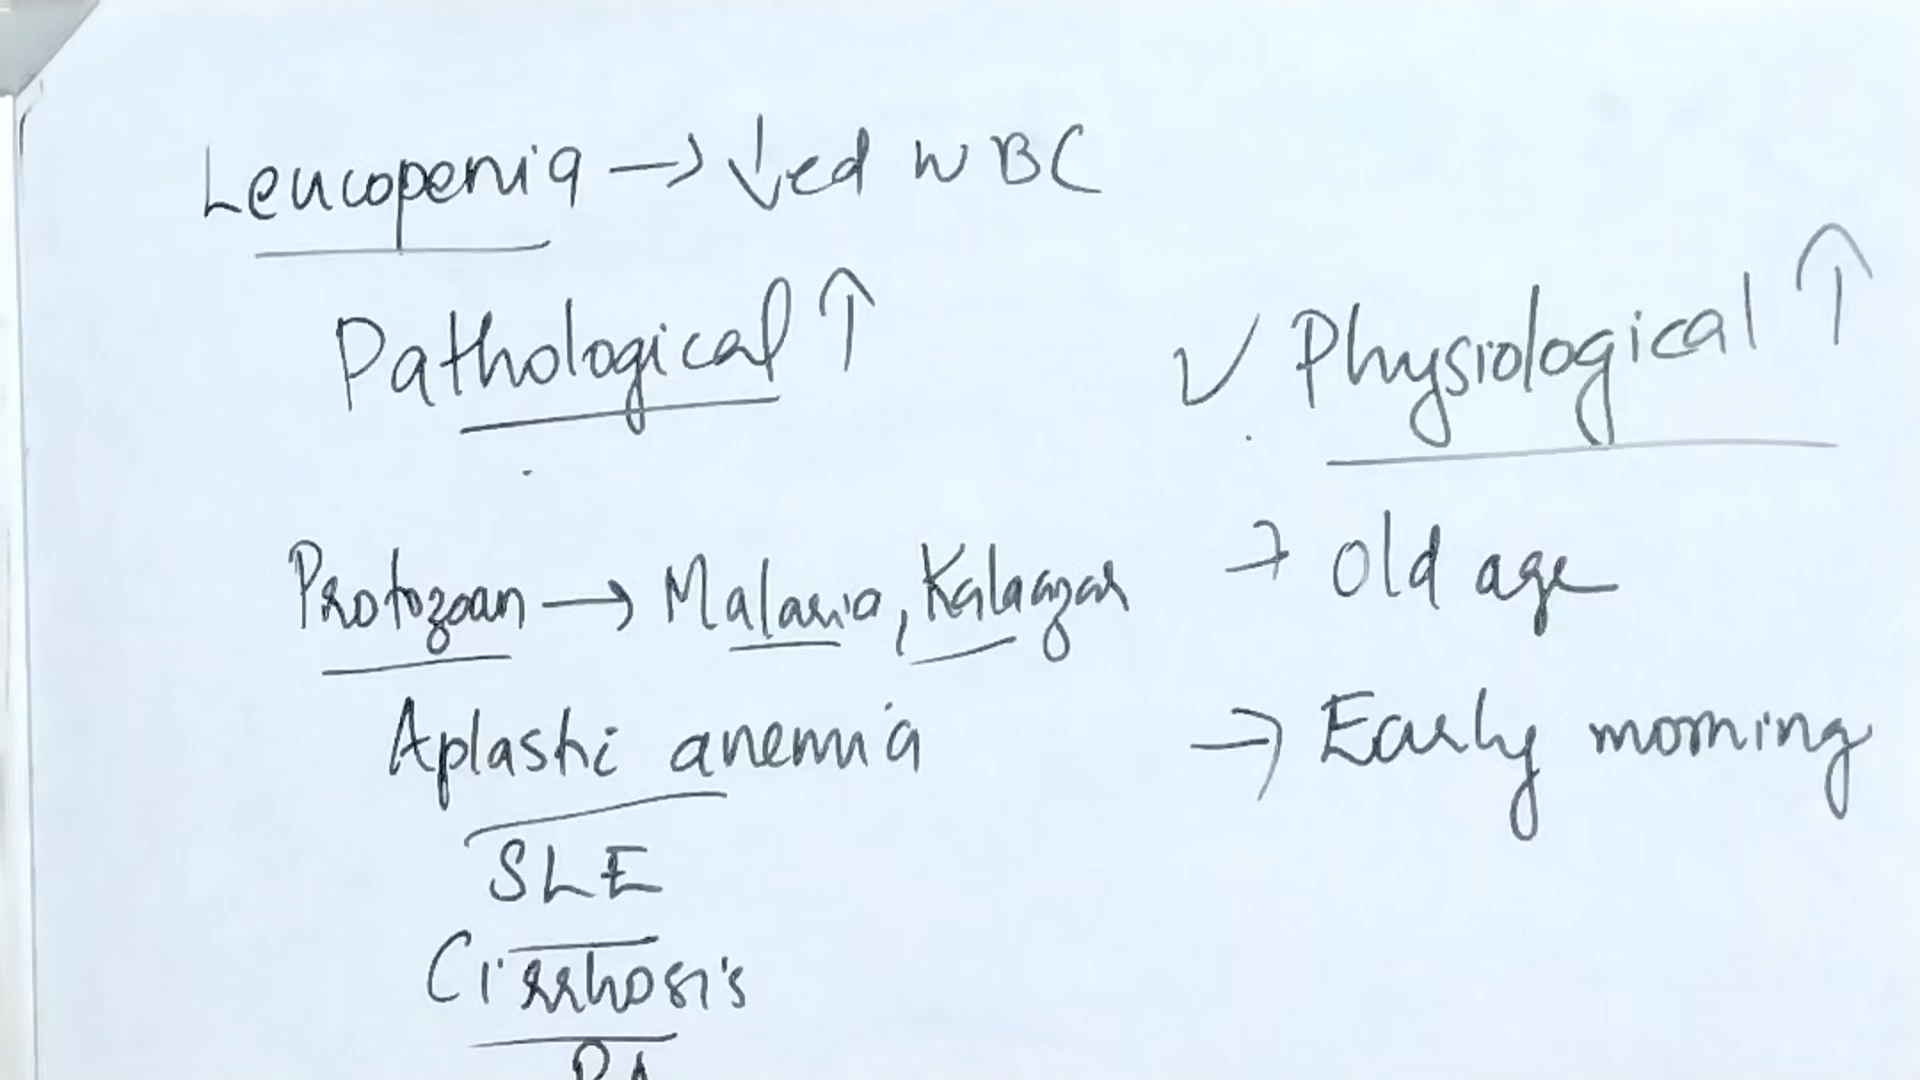 Leucopenia → ↓ed WBC
Pathological ↑
✓ Physiological ↑
Protozoan → Malaria, Kalaazar
→ Old age
Aplastic anemia
→ Early morning
SLE
Cirrhosis